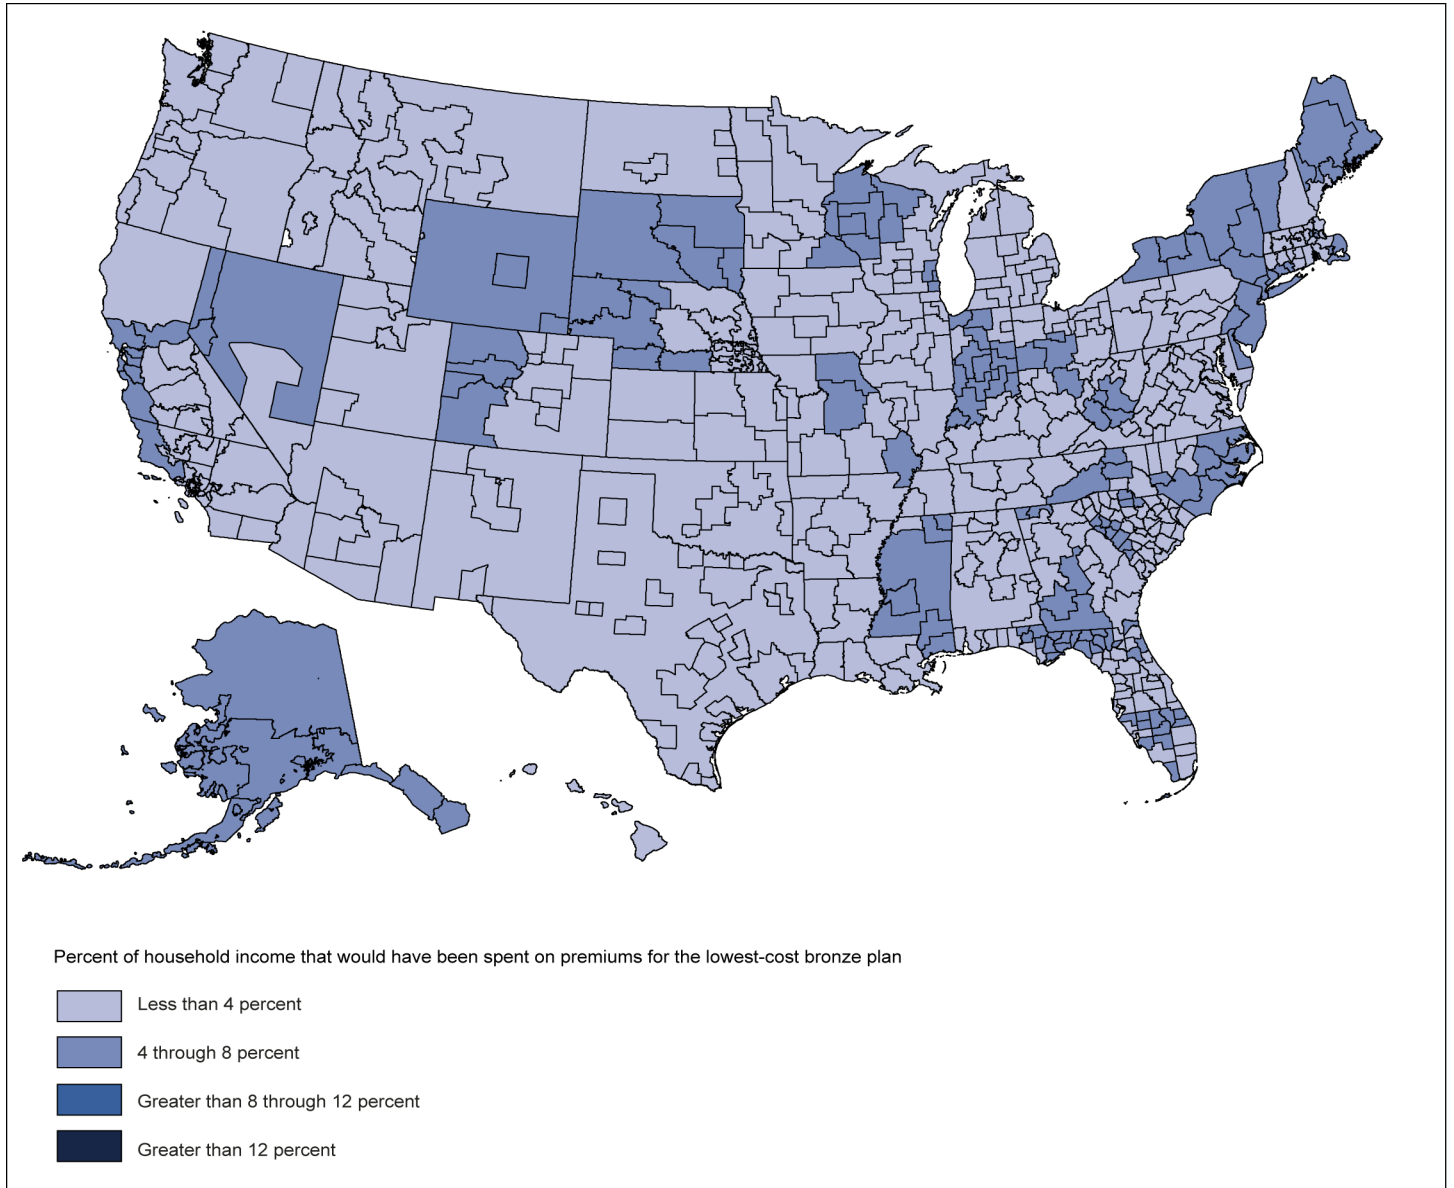 Percent of household income that would have been spent on premiums for the lowest-cost bronze plan
Less than 4 percent
4 through 8 percent
Greater than 8 through 12 percent
Greater than 12 percent